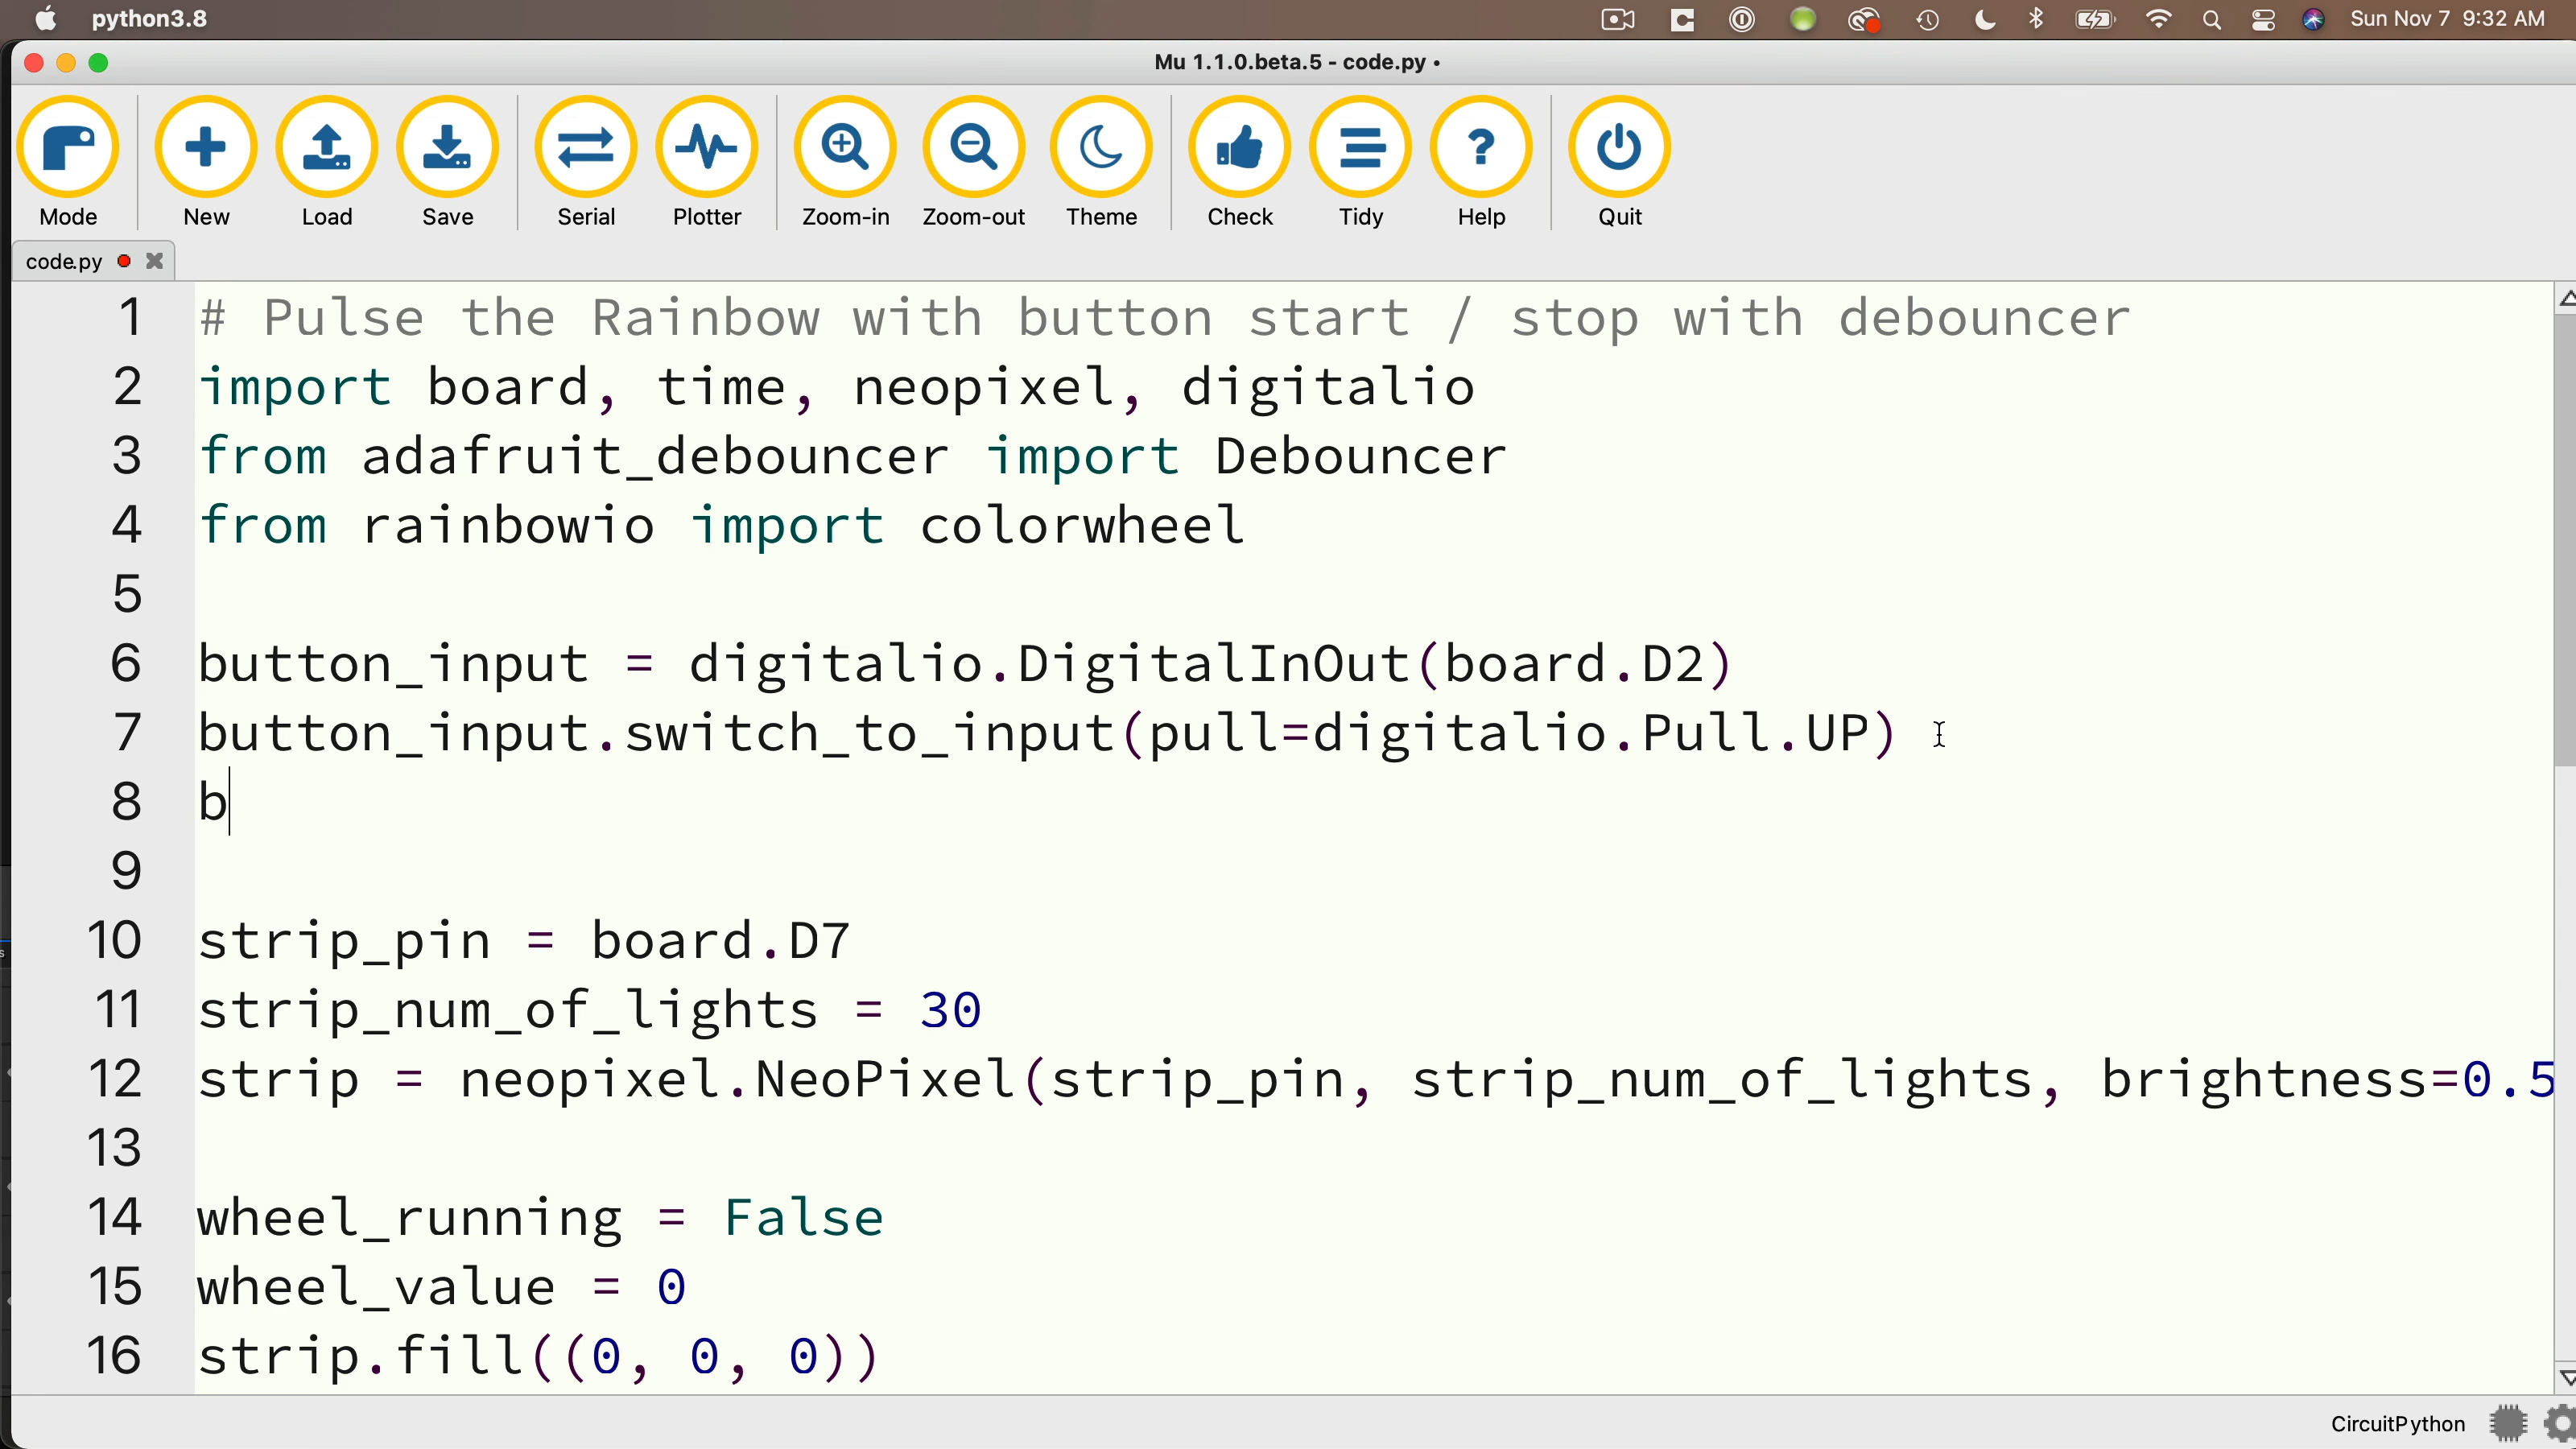 python3.8
Sun Nov 7 9:32 AM
Mu 1.1.0.beta.5 - code.py •
Mode New Load Save Serial Plotter Zoom-in Zoom-out Theme Check Tidy Help Quit
code.py
1 # Pulse the Rainbow with button start / stop with debouncer
2 import board, time, neopixel, digitalio
3 from adafruit_debouncer import Debouncer
4 from rainbowio import colorwheel
5
6 button_input = digitalio.DigitalInOut(board.D2)
7 button_input.switch_to_input(pull=digitalio.Pull.UP)
8 b
9
10 strip_pin = board.D7
11 strip_num_of_lights = 30
12 strip = neopixel.NeoPixel(strip_pin, strip_num_of_lights, brightness=0.5
13
14 wheel_running = False
15 wheel_value = 0
16 strip.fill((0, 0, 0))
CircuitPython